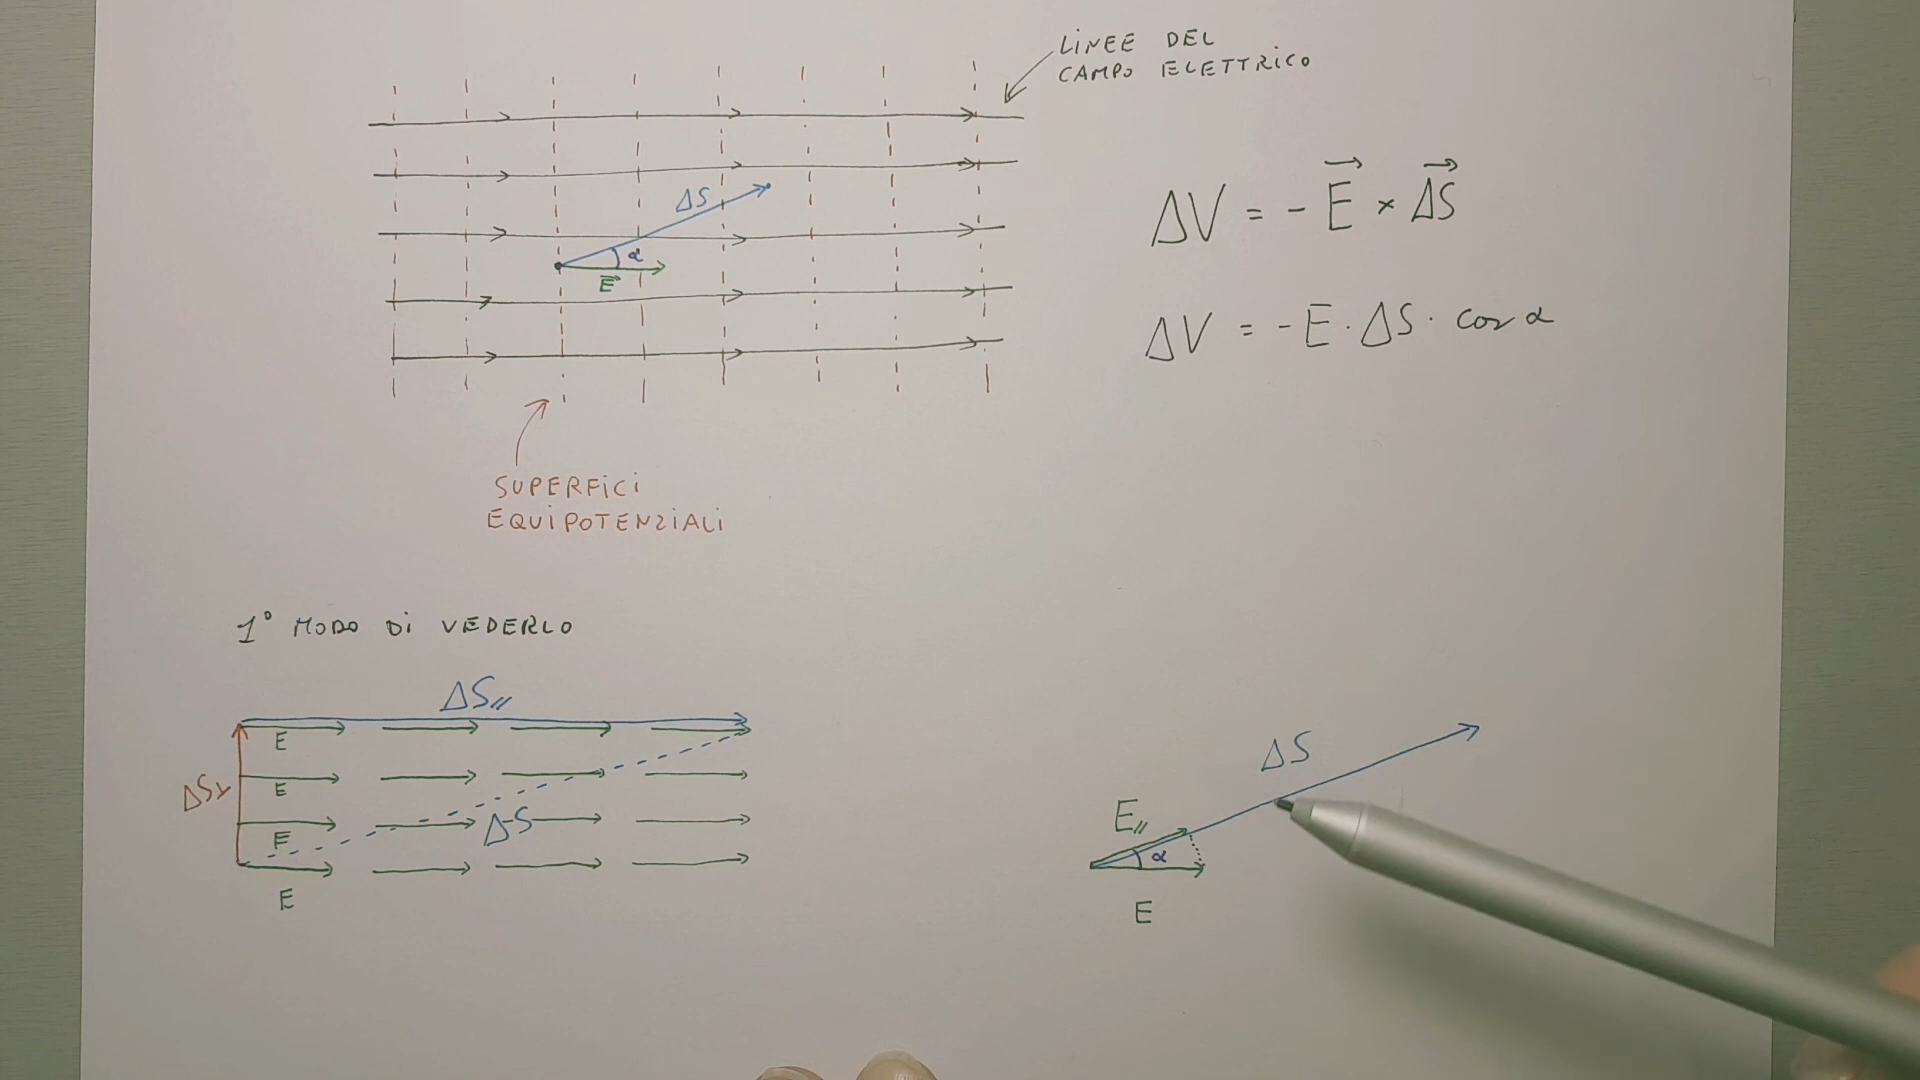 LINEE DEL
CAMPO ELETTRICO
ΔS
α
E⃗
ΔV = - E⃗ × ΔS⃗
ΔV = - E · ΔS · cos α
SUPERFICI
EQUIPOTENZIALI
1° MODO DI VEDERLO
ΔS//
E
E
ΔS⊥
E
ΔS
E
ΔS
E//
α
E